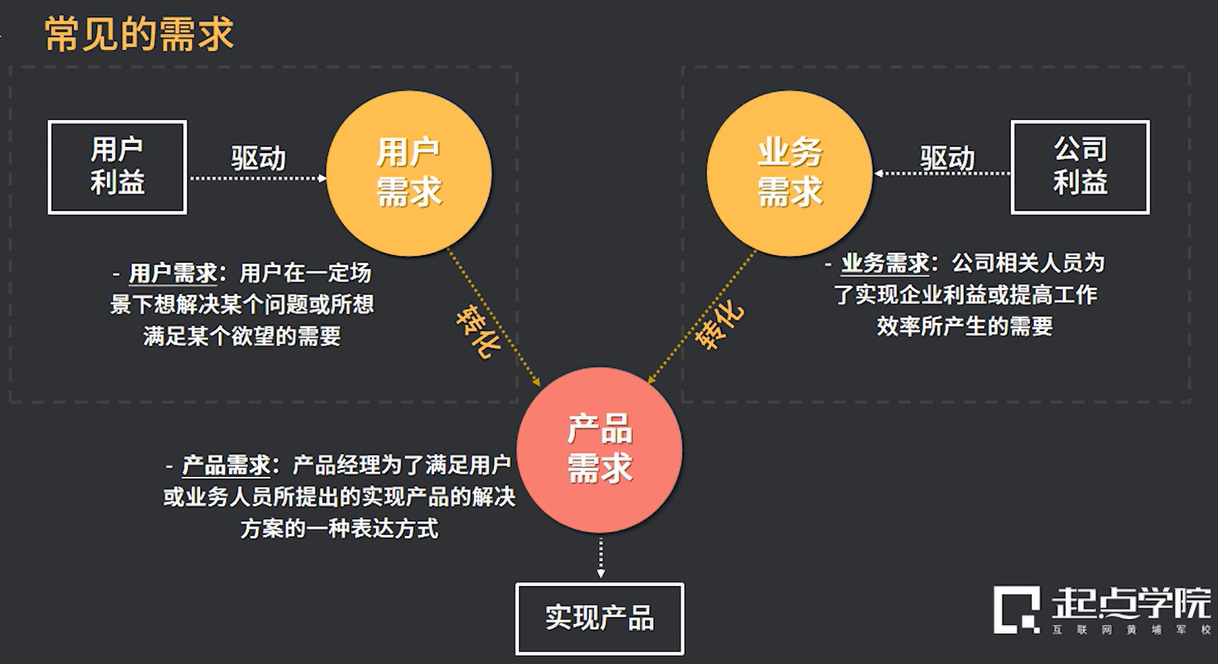 常见的需求
用户
利益
驱动
用户
需求
业务
需求
驱动
公司
利益
- 用户需求：用户在一定场
景下想解决某个问题或所想
满足某个欲望的需要
- 业务需求：公司相关人员为
了实现企业利益或提高工作
效率所产生的需要
转化
转化
产品
需求
- 产品需求：产品经理为了满足用户
或业务人员所提出的实现产品的解决
方案的一种表达方式
实现产品
起点学院
互联网黄埔军校